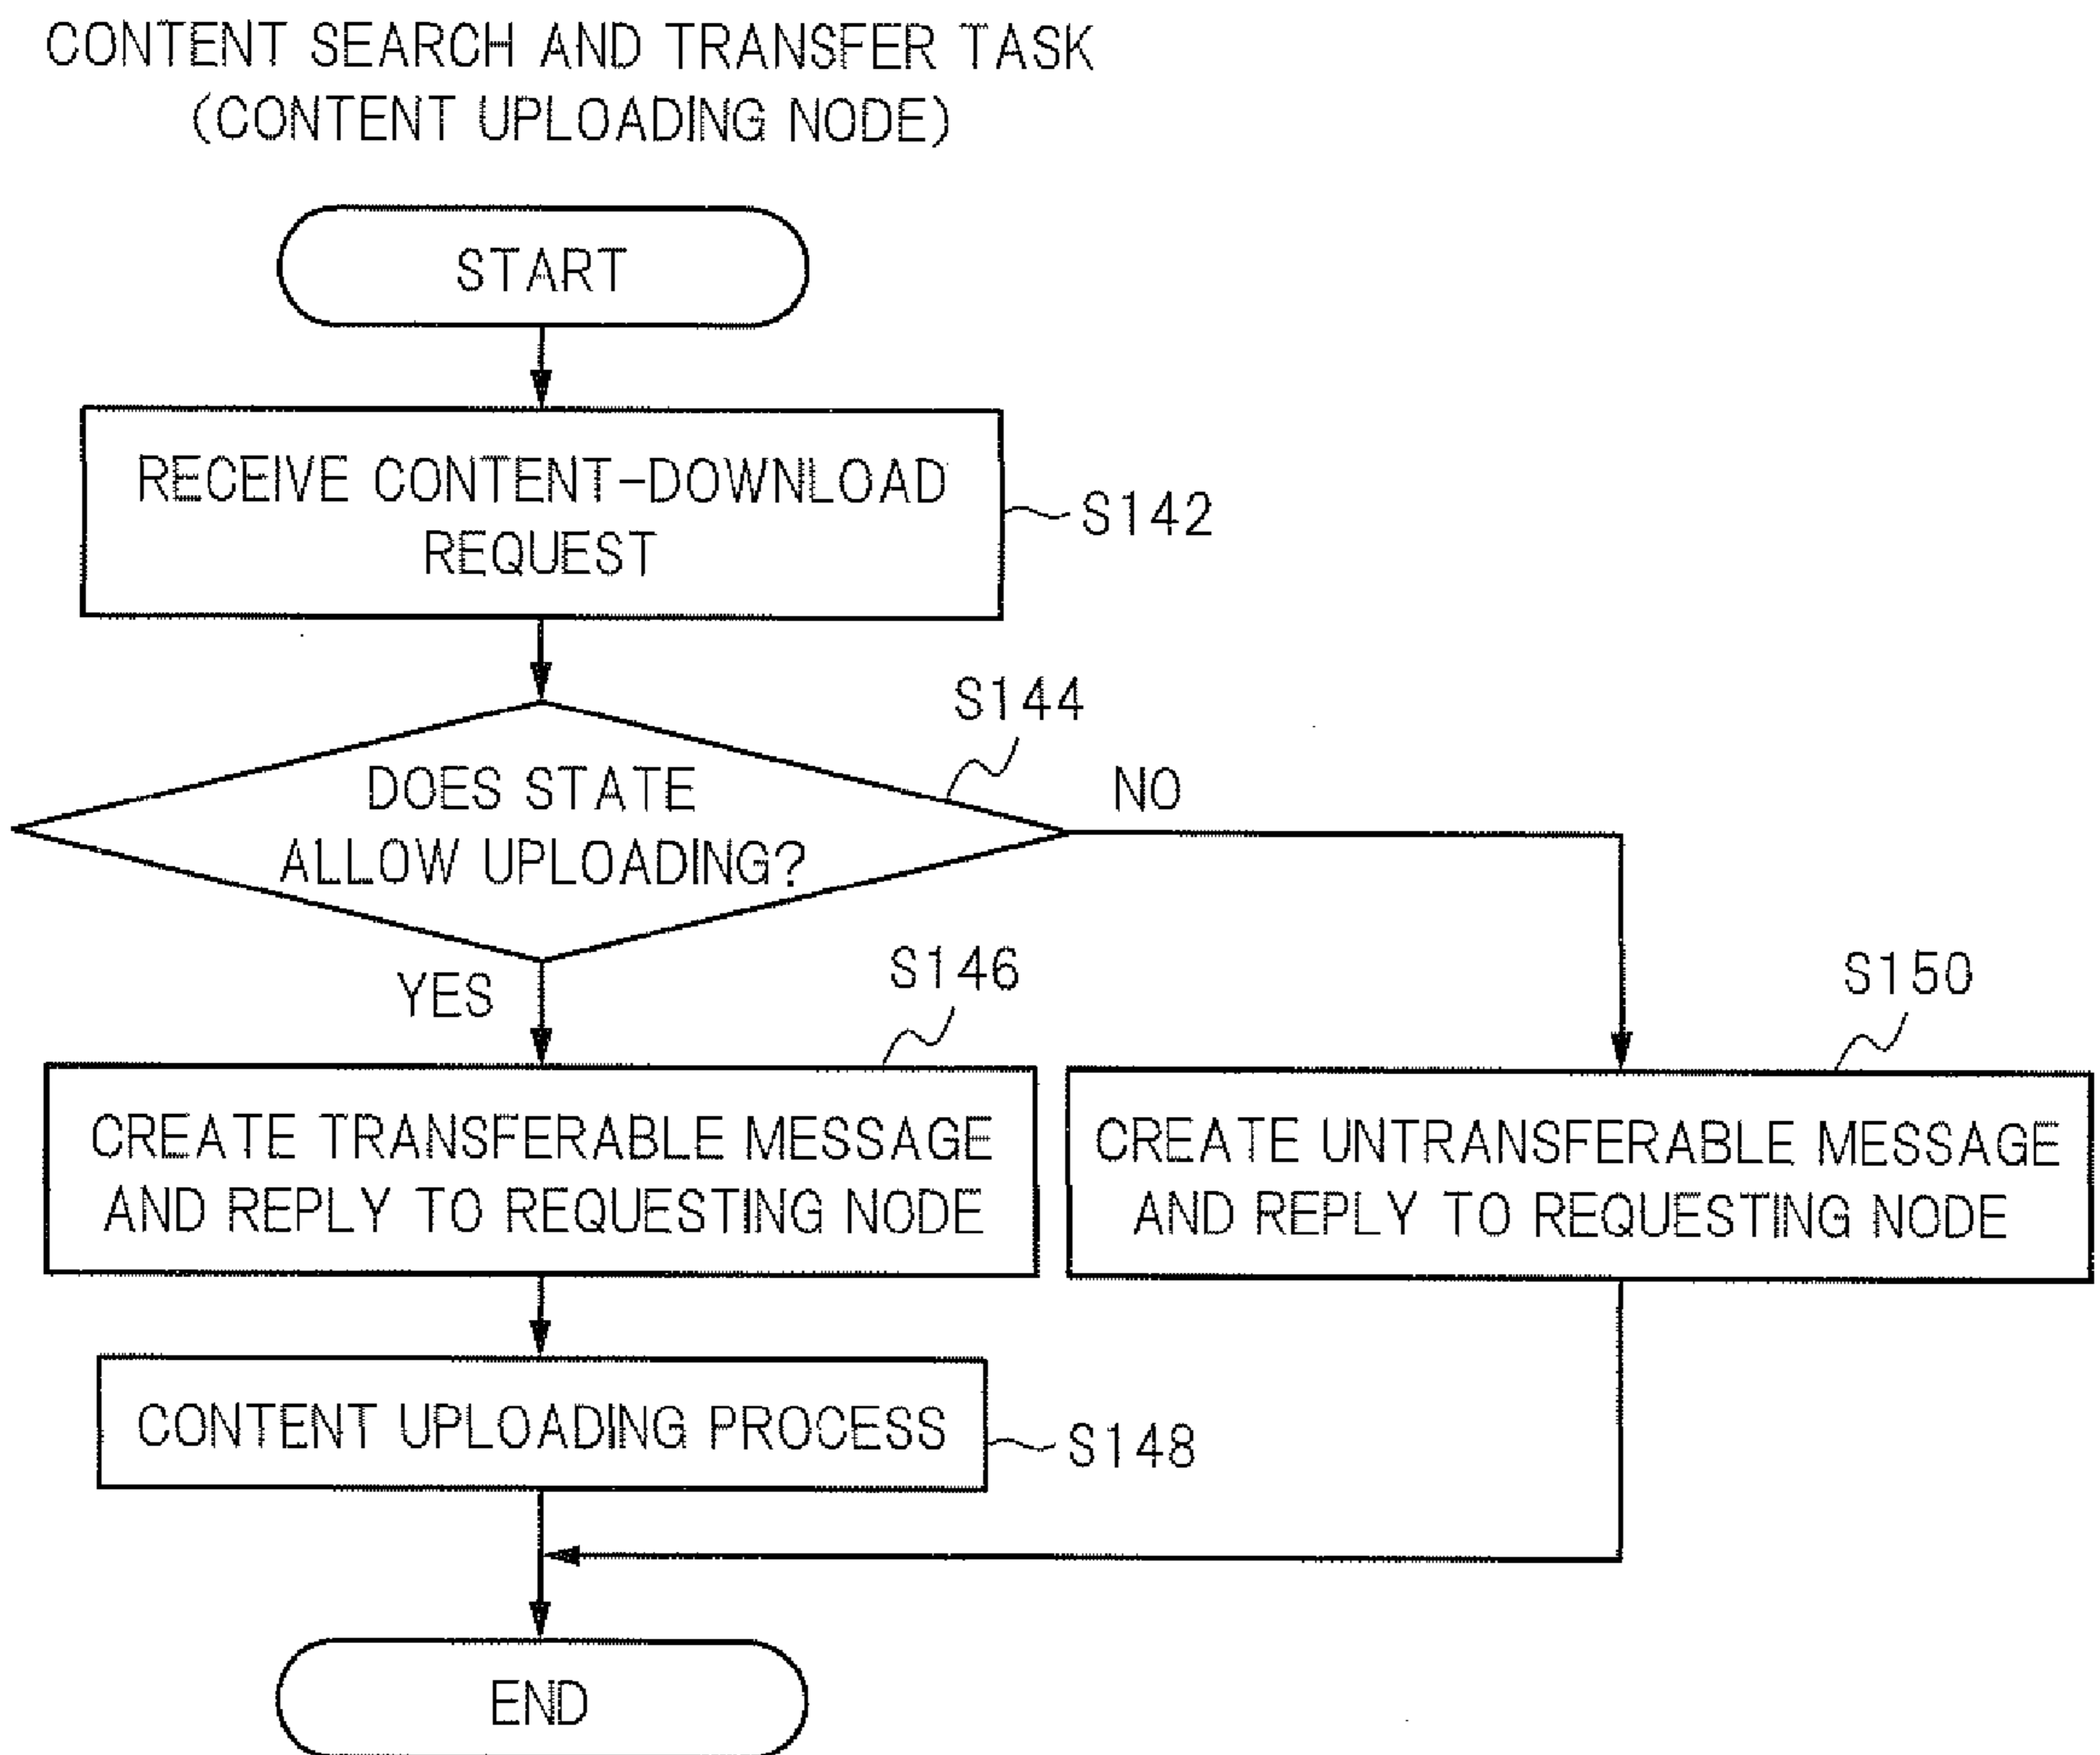 CONTENT SEARCH AND TRANSFER TASK
(CONTENT UPLOADING NODE)
START
RECEIVE CONTENT-DOWNLOAD
REQUEST
S142
S144
DOES STATE
ALLOW UPLOADING?
NO
YES
S146
S150
CREATE TRANSFERABLE MESSAGE
AND REPLY TO REQUESTING NODE
CREATE UNTRANSFERABLE MESSAGE
AND REPLY TO REQUESTING NODE
CONTENT UPLOADING PROCESS
S148
END